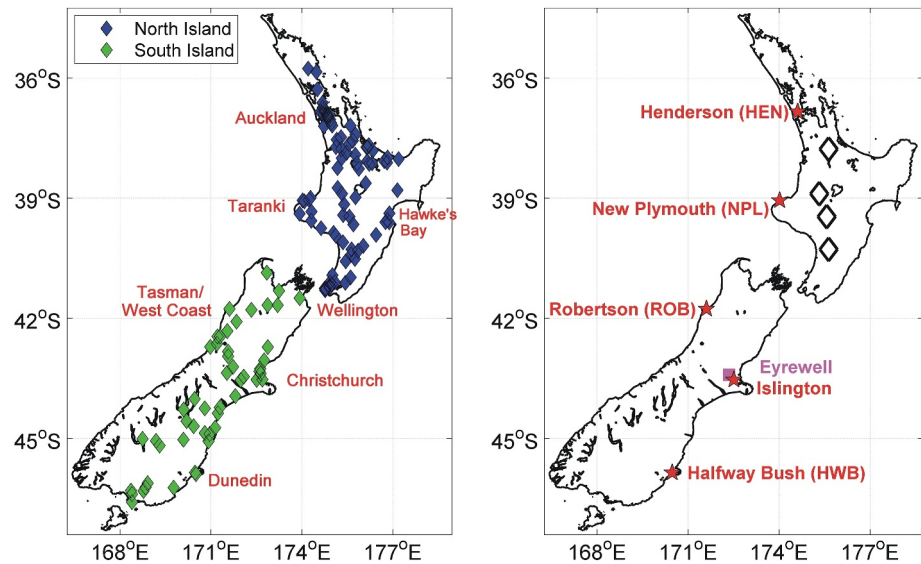 North Island
South Island
36°S
39°S
42°S
45°S
168°E
171°E
174°E
177°E
Auckland
Taranki
Hawke's
Bay
Tasman/
West Coast
Wellington
Christchurch
Dunedin
36°S
39°S
42°S
45°S
168°E
171°E
174°E
177°E
Henderson (HEN)
New Plymouth (NPL)
Robertson (ROB)
Eyrewell
Islington
Halfway Bush (HWB)